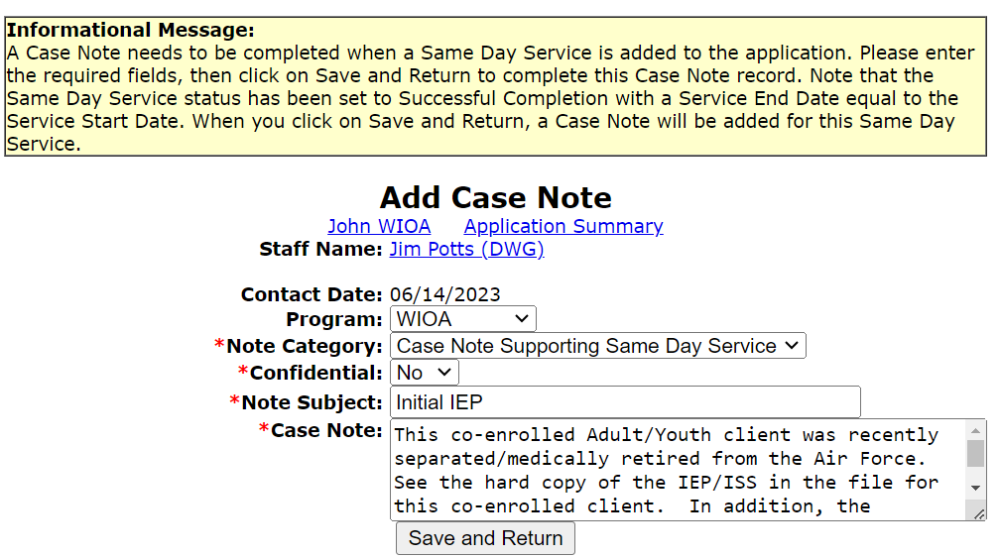 Informational Message:
A Case Note needs to be completed when a Same Day Service is added to the application. Please enter
the required fields, then click on Save and Return to complete this Case Note record. Note that the
Same Day Service status has been set to Successful Completion with a Service End Date equal to the
Service Start Date. When you click on Save and Return, a Case Note will be added for this Same Day
Service.
Add Case Note
John WIOA Application Summary
Staff Name: Jim Potts (DWG)
Contact Date: 06/14/2023
Program: WIOA
*Note Category: Case Note Supporting Same Day Service
*Confidential: No
*Note Subject: Initial IEP
*Case Note: This co-enrolled Adult/Youth client was recently
separated/medically retired from the Air Force.
See the hard copy of the IEP/ISS in the file for
this co-enrolled client.  In addition, the
Save and Return